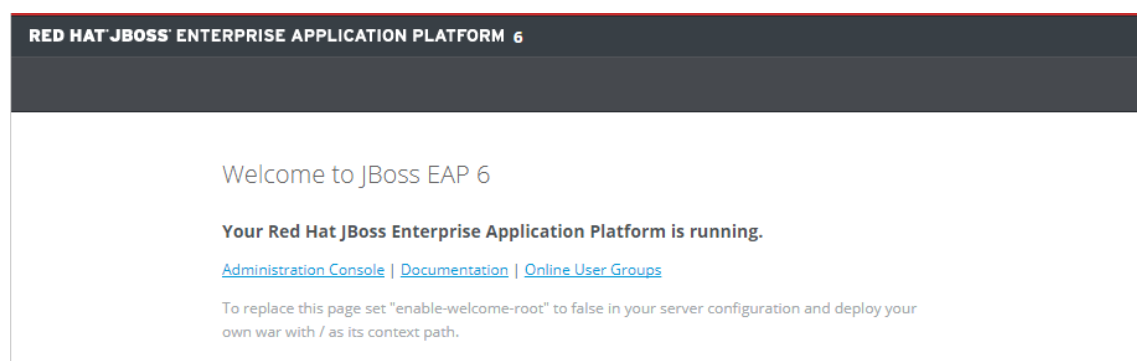 RED HAT® JBOSS® ENTERPRISE APPLICATION PLATFORM 6
Welcome to JBoss EAP 6
Your Red Hat JBoss Enterprise Application Platform is running.
Administration Console | Documentation | Online User Groups
To replace this page set "enable-welcome-root" to false in your server configuration and deploy your
own war with / as its context path.